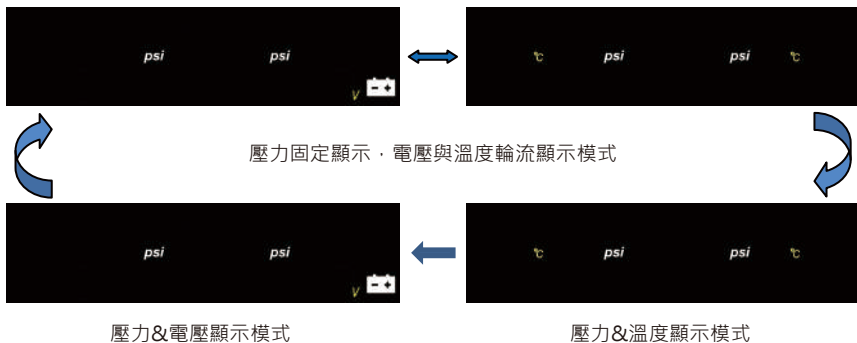 psi psi
V
℃ psi psi ℃
壓力固定顯示，電壓與溫度輪流顯示模式
psi psi
V
℃ psi psi ℃
壓力&電壓顯示模式
壓力&溫度顯示模式